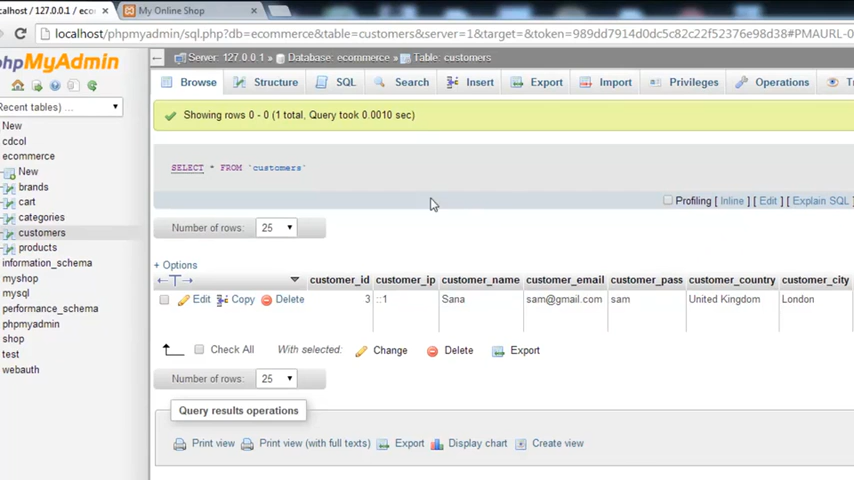 localhost / 127.0.0.1 / ec × My Online Shop ×
localhost/phpmyadmin/sql.php?db=ecommerce&table=customers&server=1&target=&token=989dd7914d0dc5c82c22f52376e98d38#PMAURL-0
phpMyAdmin
Server: 127.0.0.1 » Database: ecommerce » Table: customers
Browse Structure SQL Search Insert Export Import Privileges Operations Tr
Recent tables) ...
New
cdcol
ecommerce
New
brands
cart
categories
customers
products
information_schema
myshop
mysql
performance_schema
phpmyadmin
shop
test
webauth
Showing rows 0 - 0 (1 total, Query took 0.0010 sec)
SELECT * FROM `customers`
Profiling [ Inline ] [ Edit ] [ Explain SQL ]
Number of rows: 25
+ Options
customer_id customer_ip customer_name customer_email customer_pass customer_country customer_city
Edit Copy Delete 3 ::1 Sana sam@gmail.com sam United Kingdom London
Check All With selected: Change Delete Export
Number of rows: 25
Query results operations
Print view Print view (with full texts) Export Display chart Create view